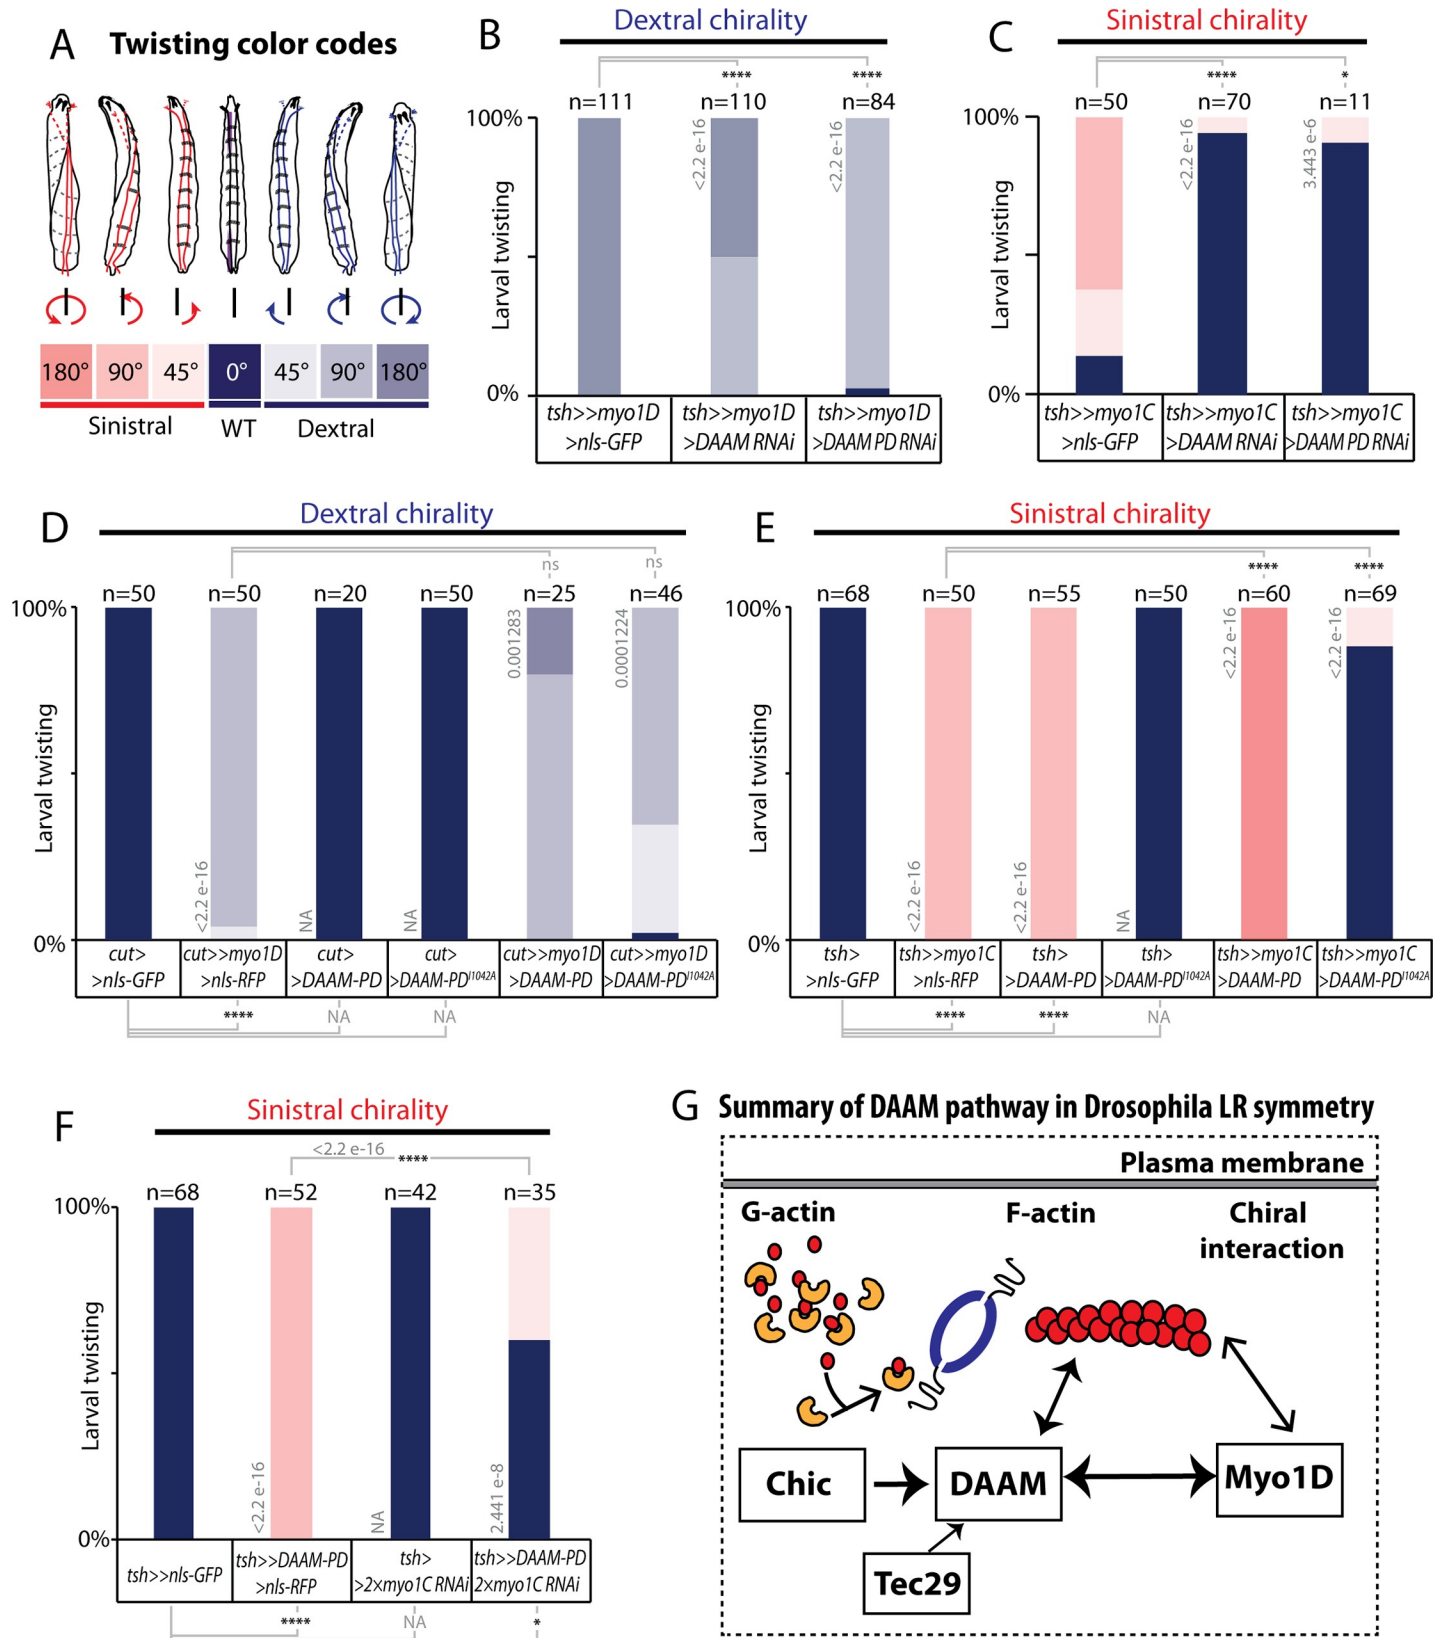 A Twisting color codes
180° 90° 45° 0° 45° 90° 180°
Sinistral WT Dextral
B Dextral chirality
**** ****
n=111 n=110 n=84
<2.2 e-16 <2.2 e-16
100%
Larval twisting
0%
tsh>>myo1D tsh>>myo1D tsh>>myo1D
>nls-GFP >DAAM RNAi >DAAM PD RNAi
C Sinistral chirality
**** *
n=50 n=70 n=11
<2.2 e-16 3.443 e-6
100%
Larval twisting
0%
tsh>>myo1C tsh>>myo1C tsh>>myo1C
>nls-GFP >DAAM RNAi >DAAM PD RNAi
D Dextral chirality
ns ns
n=50 n=50 n=20 n=50 n=25 n=46
100%
0.001283 0.0001224
Larval twisting
<2.2 e-16 NA NA
0%
cut> cut>>myo1D cut> cut> cut>>myo1D cut>>myo1D
>nls-GFP >nls-RFP >DAAM-PD >DAAM-PD^I1042A >DAAM-PD >DAAM-PD^I1042A
**** NA NA
E Sinistral chirality
**** ****
n=68 n=50 n=55 n=50 n=60 n=69
100%
<2.2 e-16 <2.2 e-16
Larval twisting
<2.2 e-16 <2.2 e-16 NA
0%
tsh> tsh>>myo1C tsh> tsh> tsh>>myo1C tsh>>myo1C
>nls-GFP >nls-RFP >DAAM-PD >DAAM-PD^I1042A >DAAM-PD >DAAM-PD^I1042A
**** **** NA
F Sinistral chirality
<2.2 e-16 ****
n=68 n=52 n=42 n=35
100%
Larval twisting
<2.2 e-16 NA 2.441 e-8
0%
tsh>>nls-GFP tsh>>DAAM-PD tsh> tsh>>DAAM-PD
>nls-RFP >2×myo1C RNAi 2×myo1C RNAi
**** NA *
G Summary of DAAM pathway in Drosophila LR symmetry
Plasma membrane
G-actin F-actin Chiral
interaction
Chic DAAM Myo1D
Tec29